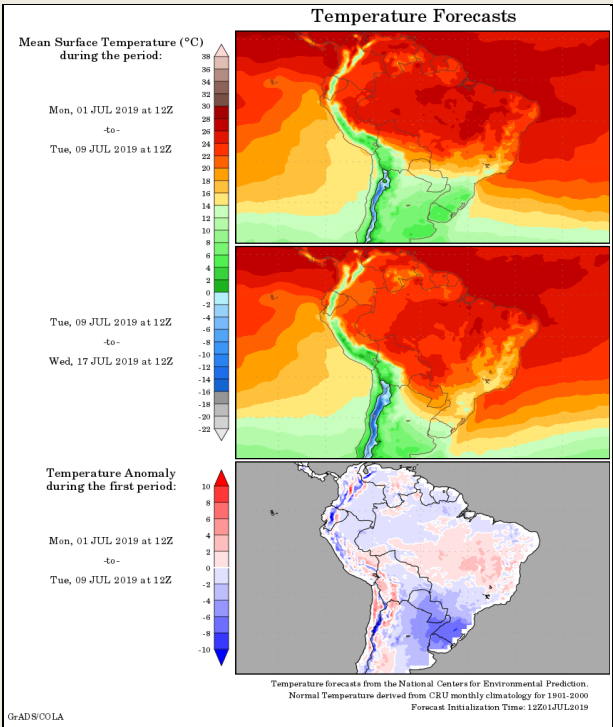 Temperature Forecasts
Mean Surface Temperature (°C)
during the period:
Mon, 01 JUL 2019 at 12Z
-to-
Tue, 09 JUL 2019 at 12Z
38
36
34
32
30
28
26
24
22
20
18
16
14
12
10
8
6
4
2
0
-2
-4
-6
-8
-10
-12
-14
-16
-18
-20
-22
Tue, 09 JUL 2019 at 12Z
-to-
Wed, 17 JUL 2019 at 12Z
Temperature Anomaly
during the first period:
Mon, 01 JUL 2019 at 12Z
-to-
Tue, 09 JUL 2019 at 12Z
10
8
6
4
2
0
-2
-4
-6
-8
-10
Temperature forecasts from the National Centers for Environmental Prediction.
Normal Temperature derived from CRU monthly climatology for 1901-2000
Forecast Initialization Time: 12Z01JUL2019
GrADS/COLA